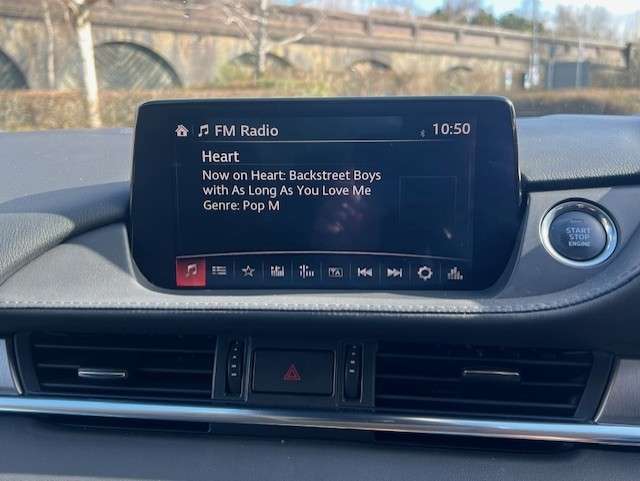 FM Radio 10:50
Heart
Now on Heart: Backstreet Boys
with As Long As You Love Me
Genre: Pop M
START
STOP
ENGINE